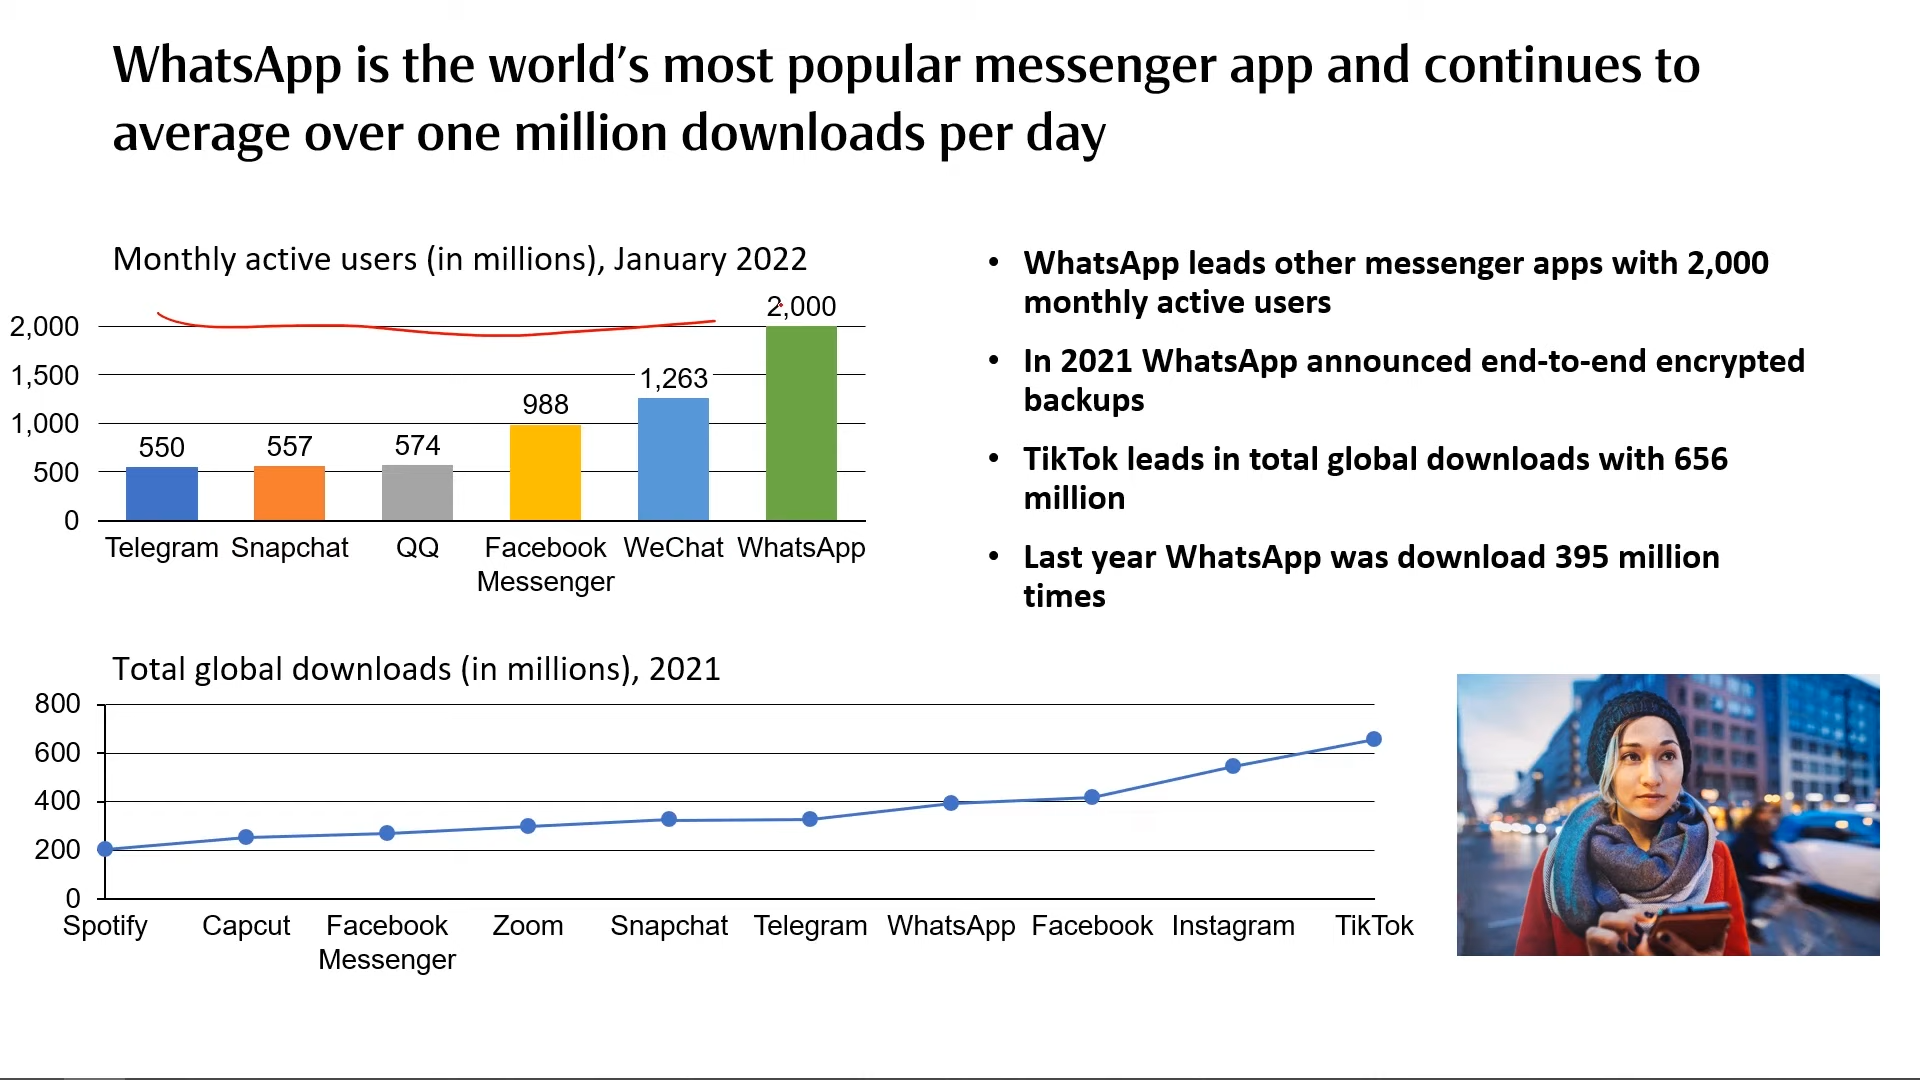 WhatsApp is the world's most popular messenger app and continues to
average over one million downloads per day
Monthly active users (in millions), January 2022
2,000
2,000
1,500
1,263
1,000
988
550
557
574
500
0
Telegram Snapchat QQ Facebook WeChat WhatsApp
Messenger
• WhatsApp leads other messenger apps with 2,000
monthly active users
• In 2021 WhatsApp announced end-to-end encrypted
backups
• TikTok leads in total global downloads with 656
million
• Last year WhatsApp was download 395 million
times
Total global downloads (in millions), 2021
800
600
400
200
0
Spotify Capcut Facebook Zoom Snapchat Telegram WhatsApp Facebook Instagram TikTok
Messenger